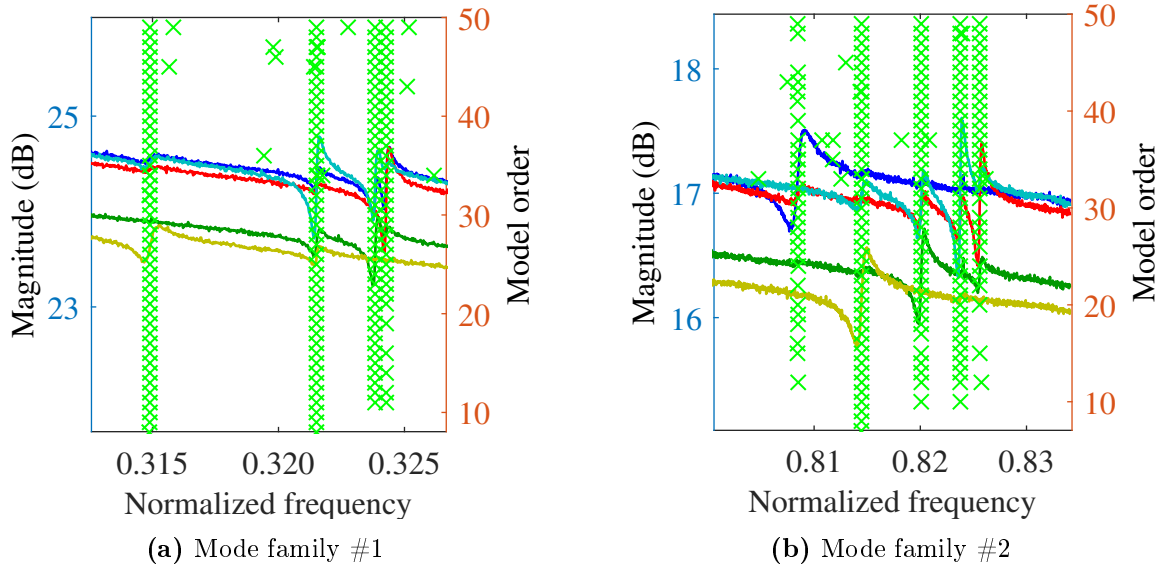 50
40
30
20
10
25
23
Magnitude (dB)
Model order
0.315 0.320 0.325
Normalized frequency
(a) Mode family #1
50
40
30
20
10
18
17
16
Magnitude (dB)
Model order
0.81 0.82 0.83
Normalized frequency
(b) Mode family #2